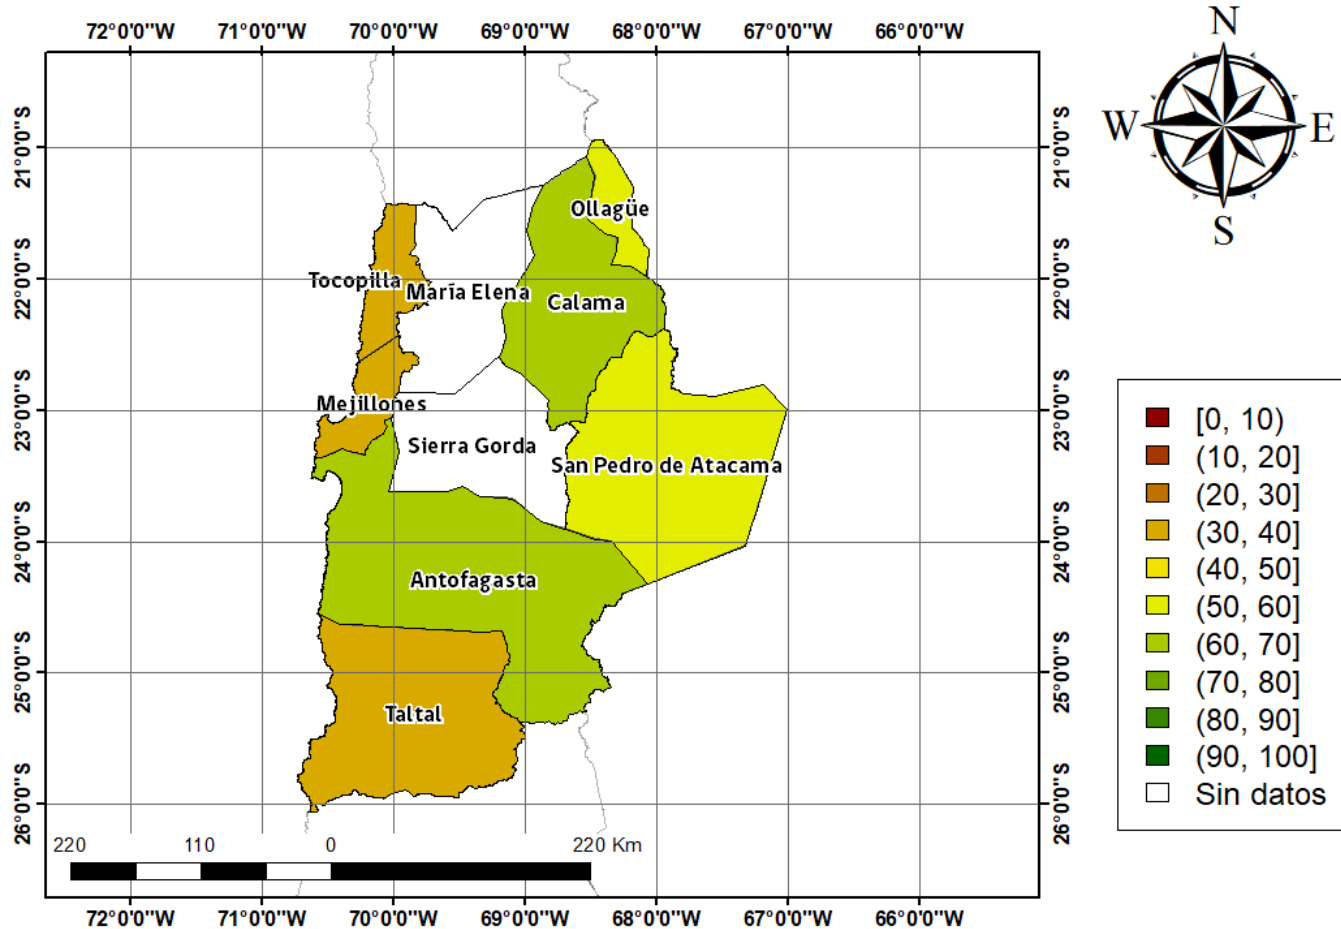 72°0'0"W 71°0'0"W 70°0'0"W 69°0'0"W 68°0'0"W 67°0'0"W 66°0'0"W
N
W E
S
21°0'0"S 21°0'0"S
Ollagüe
22°0'0"S 22°0'0"S
Tocopilla
María Elena
Calama
23°0'0"S 23°0'0"S
Mejillones
Sierra Gorda
San Pedro de Atacama
24°0'0"S 24°0'0"S
Antofagasta
25°0'0"S 25°0'0"S
Taltal
26°0'0"S 26°0'0"S
220 110 0 220 Km
72°0'0"W 71°0'0"W 70°0'0"W 69°0'0"W 68°0'0"W 67°0'0"W 66°0'0"W
[0, 10)
(10, 20]
(20, 30]
(30, 40]
(40, 50]
(50, 60]
(60, 70]
(70, 80]
(80, 90]
(90, 100]
Sin datos